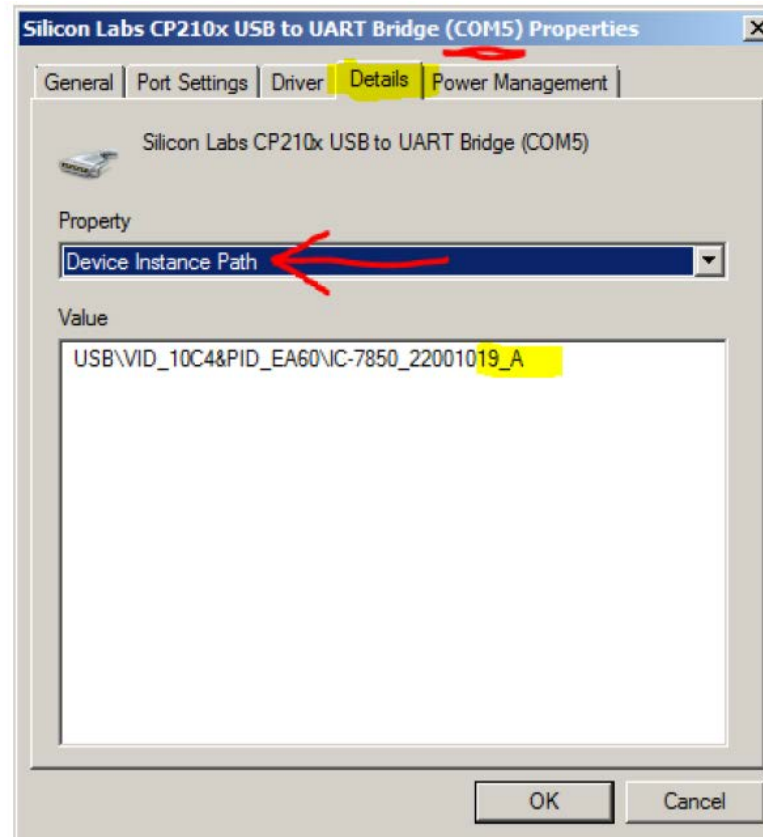 Silicon Labs CP210x USB to UART Bridge (COM5) Properties
General Port Settings Driver Details Power Management
Silicon Labs CP210x USB to UART Bridge (COM5)
Property
Device Instance Path
Value
USB\VID_10C4&PID_EA60\IC-7850_22001019_A
OK Cancel